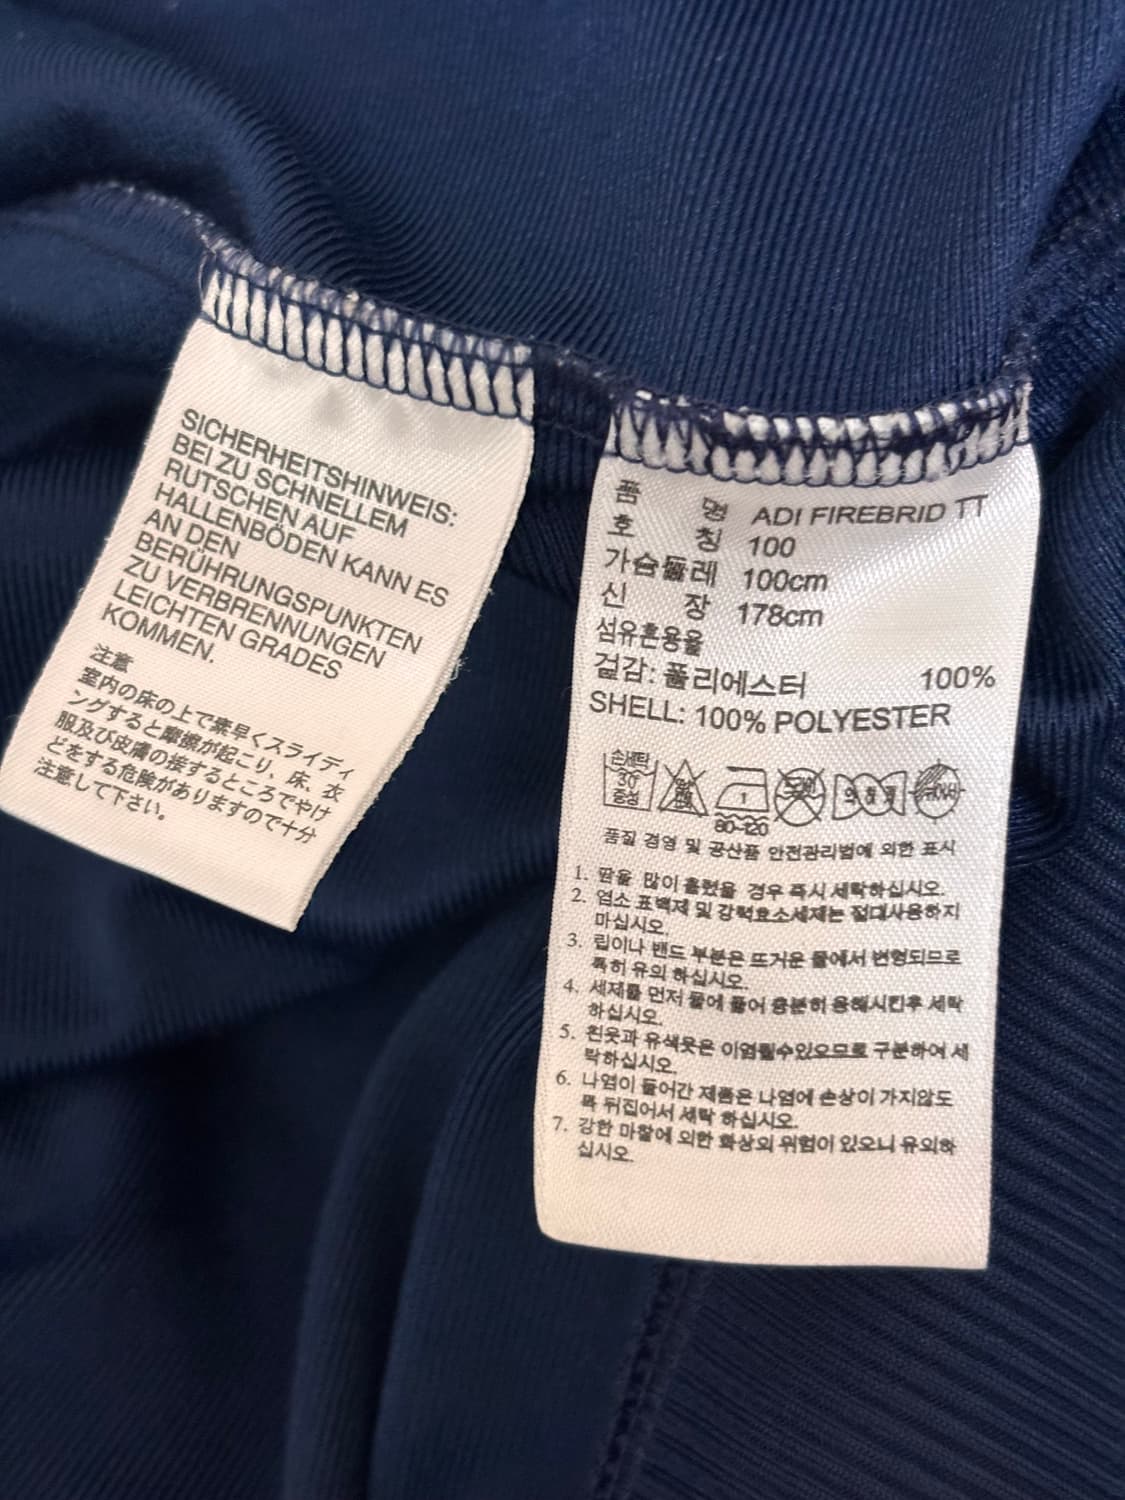 SICHERHEITSHINWEIS:
BEI ZU SCHNELLEM
RUTSCHEN AUF
HALLENBÖDEN KANN ES
AN DEN
BERÜHRUNGSPUNKTEN
ZU VERBRENNUNGEN
LEICHTEN GRADES
KOMMEN.
注意
室内の床の上で素早くスライディ
ングすると摩擦が起こり、床、衣
服及び皮膚の接するところでやけ
どをする危険がありますので十分
注意して下さい。
품 명 ADI FIREBRID TT
호 칭 100
가슴둘레 100cm
신 장 178cm
섬유혼용율
겉감: 폴리에스터 100%
SHELL: 100% POLYESTER
손세탁
30°
중성
1
80-120
품질 경영 및 공산품 안전관리법에 의한 표시
1. 땀을 많이 흘렸을 경우 즉시 세탁하십시오.
2. 염소 표백제 및 강력효소세제는 절대사용하지
마십시오.
3. 립이나 밴드 부분은 뜨거운 물에서 변형되므로
특히 유의 하십시오.
4. 세제를 먼저 물에 풀어 충분히 용해시킨후 세탁
하십시오.
5. 흰옷과 유색옷은 이염될수있으므로 구분하여 세
탁하십시오.
6. 나염이 들어간 제품은 나염에 손상이 가지않도
록 뒤집어서 세탁 하십시오.
7. 강한 마찰에 의한 화상의 위험이 있으니 유의하
십시오.